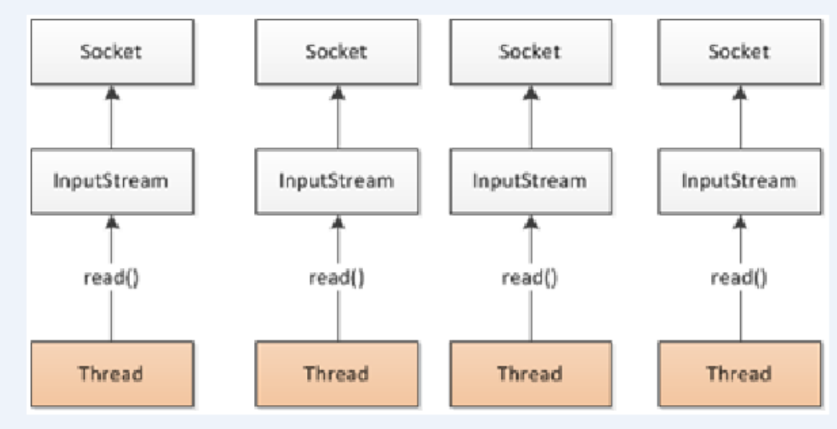 Socket Socket Socket Socket
InputStream InputStream InputStream InputStream
read() read() read() read()
Thread Thread Thread Thread